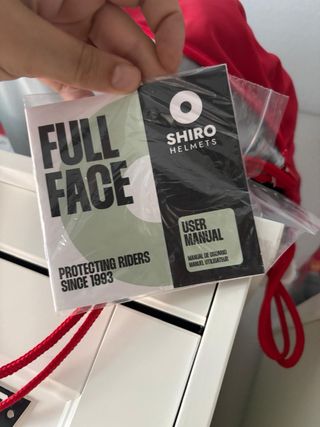 FULL
FACE
SHIRO
HELMETS
USER
MANUAL
MANUAL DE USUARIO
MANUEL UTILISATEUR
PROTECTING RIDERS
SINCE 1993